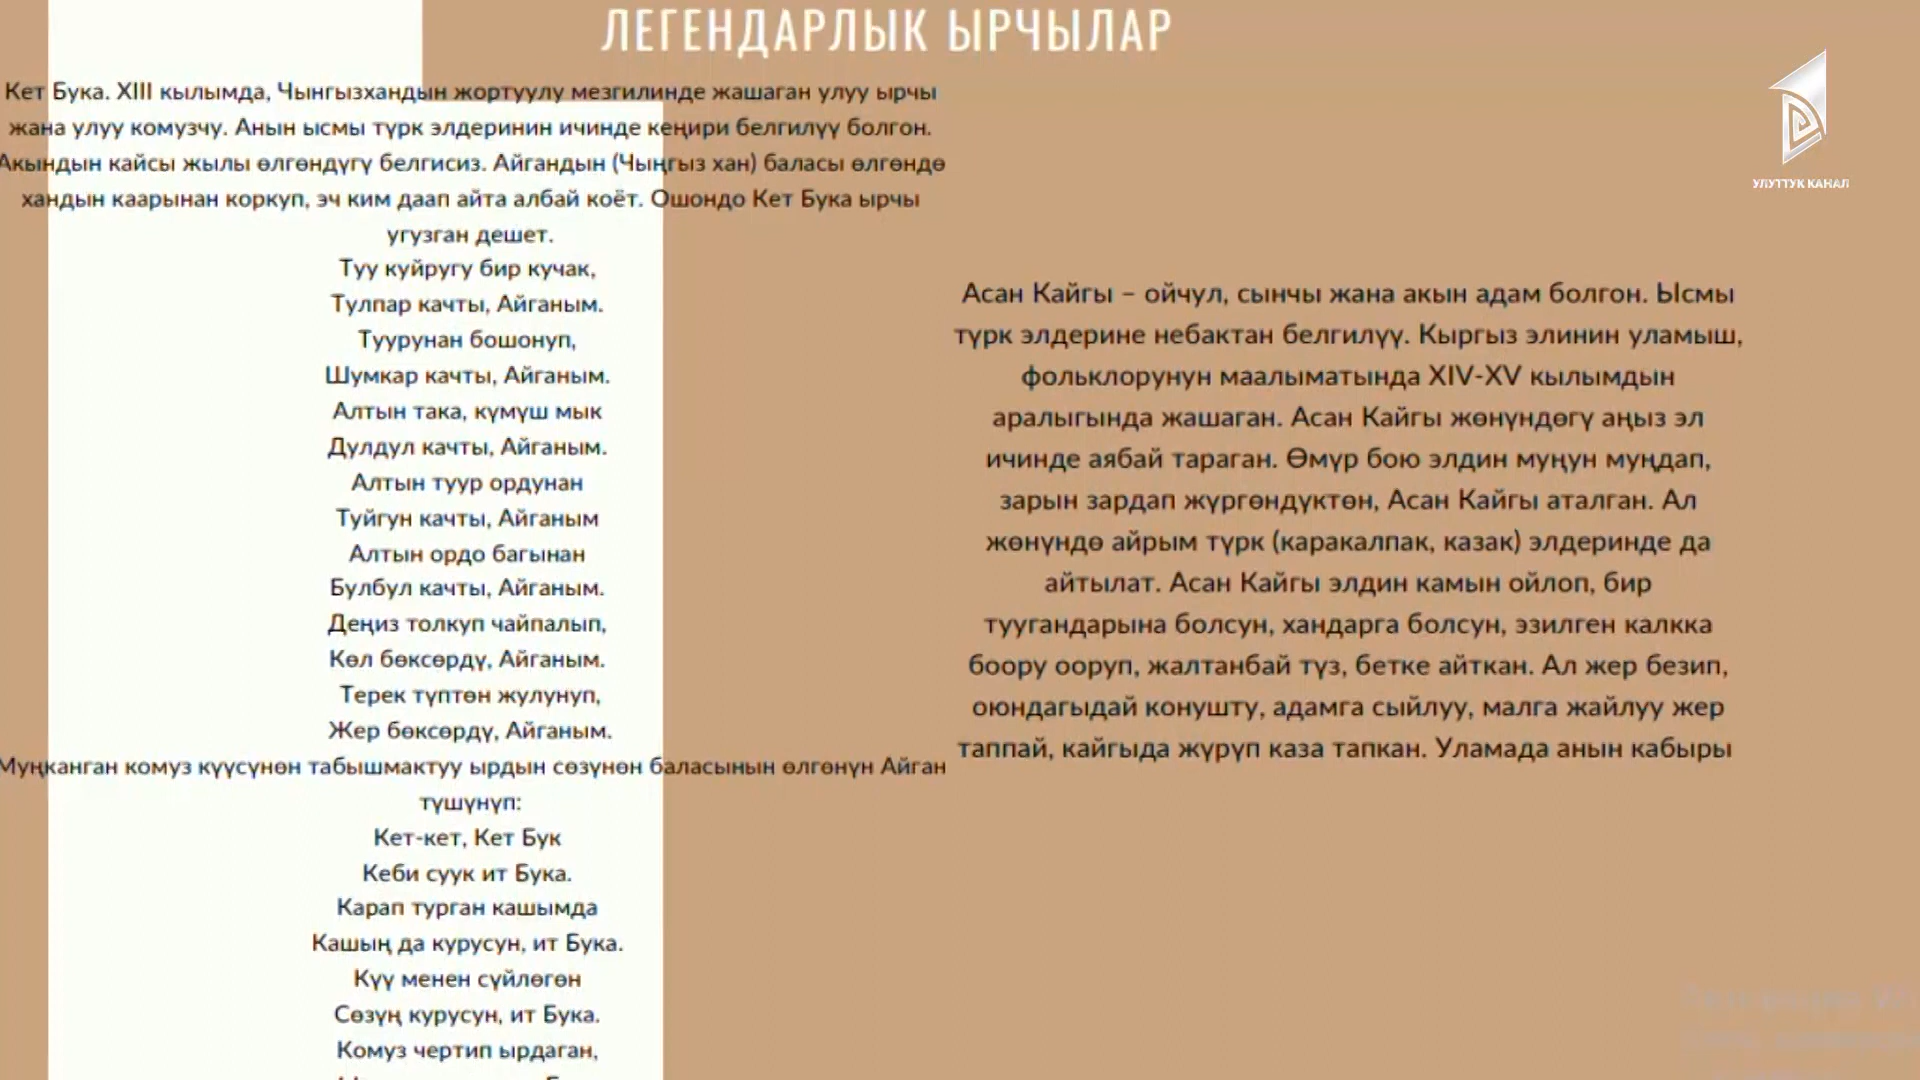 ЛЕГЕНДАРЛЫК ЫРЧЫЛАР
Кет Бука. XIII кылымда, Чынгызхандын жортуулу мезгилинде жашаган улуу ырчы
жана улуу комузчу. Анын ысмы түрк элдеринин ичинде кеңири белгилүү болгон.
Акындын кайсы жылы өлгөндүгү белгисиз. Айгандын (Чыңгыз хан) баласы өлгөндө
хандын каарынан коркуп, эч ким даап айта албай коёт. Ошондо Кет Бука ырчы
угузган дешет.
Туу куйругу бир кучак,
Тулпар качты, Айганым.
Туурунан бошонуп,
Шумкар качты, Айганым.
Алтын така, күмүш мык
Дулдул качты, Айганым.
Алтын туур ордунан
Туйгун качты, Айганым
Алтын ордо багынан
Булбул качты, Айганым.
Деңиз толкуп чайпалып,
Көл бөксөрдү, Айганым.
Терек түптөн жулунуп,
Жер бөксөрдү, Айганым.
Муңканган комуз күүсүнөн табышмактуу ырдын сөзүнөн баласынын өлгөнүн Айган
түшүнүп:
Кет-кет, Кет Бук
Кеби суук ит Бука.
Карап турган кашымда
Кашың да курусун, ит Бука.
Күү менен сүйлөгөн
Сөзүң курусун, ит Бука.
Комуз чертип ырдаган,
Асан Кайгы – ойчул, сынчы жана акын адам болгон. Ысмы
түрк элдерине небактан белгилүү. Кыргыз элинин уламыш,
фольклорунун маалыматында XIV-XV кылымдын
аралыгында жашаган. Асан Кайгы жөнүндөгү аңыз эл
ичинде аябай тараган. Өмүр бою элдин муңун муңдап,
зарын зардап жүргөндүктөн, Асан Кайгы аталган. Ал
жөнүндө айрым түрк (каракалпак, казак) элдеринде да
айтылат. Асан Кайгы элдин камын ойлоп, бир
туугандарына болсун, хандарга болсун, эзилген калкка
боору ооруп, жалтанбай түз, бетке айткан. Ал жер безип,
оюндагыдай конушту, адамга сыйлуу, малга жайлуу жер
таппай, кайгыда жүрүп каза тапкан. Уламада анын кабыры
УЛУТТУК КАНАЛ